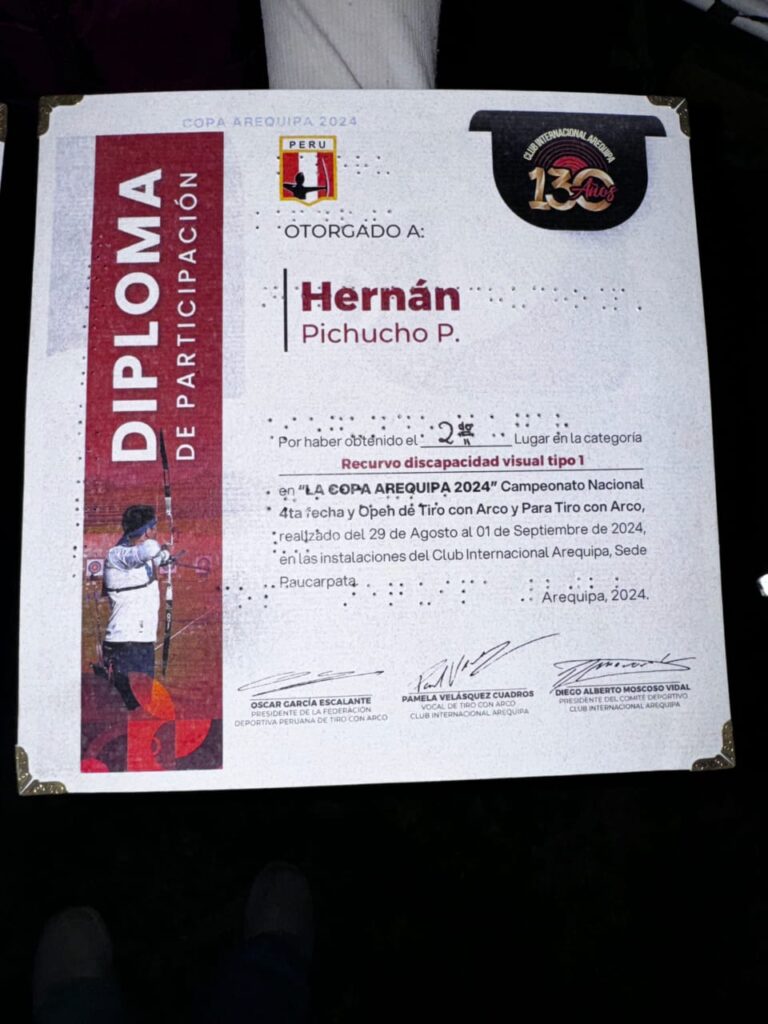 COPA AREQUIPA 2024
PERU
CLUB INTERNACIONAL AREQUIPA
130 Años
DIPLOMA
DE PARTICIPACIÓN
OTORGADO A:
Hernán
Pichucho P.
Por haber obtenido el 2do Lugar en la categoría
Recurvo discapacidad visual tipo 1
en "LA COPA AREQUIPA 2024" Campeonato Nacional
4ta fecha y Open de Tiro con Arco y Para Tiro con Arco,
realizado del 29 de Agosto al 01 de Septiembre de 2024,
en las instalaciones del Club Internacional Arequipa, Sede
Paucarpata.
Arequipa, 2024.
OSCAR GARCÍA ESCALANTE
PRESIDENTE DE LA FEDERACIÓN
DEPORTIVA PERUANA DE TIRO CON ARCO
PAMELA VELÁSQUEZ CUADROS
VOCAL DE TIRO CON ARCO
CLUB INTERNACIONAL AREQUIPA
DIEGO ALBERTO MOSCOSO VIDAL
PRESIDENTE DEL COMITÉ DEPORTIVO
CLUB INTERNACIONAL AREQUIPA